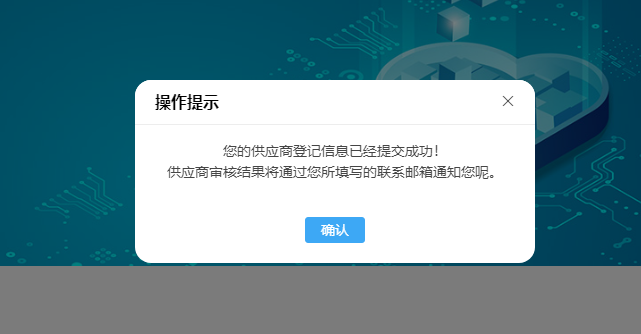 操作提示
您的供应商登记信息已经提交成功！
供应商审核结果将通过您所填写的联系邮箱通知您呢。
确认